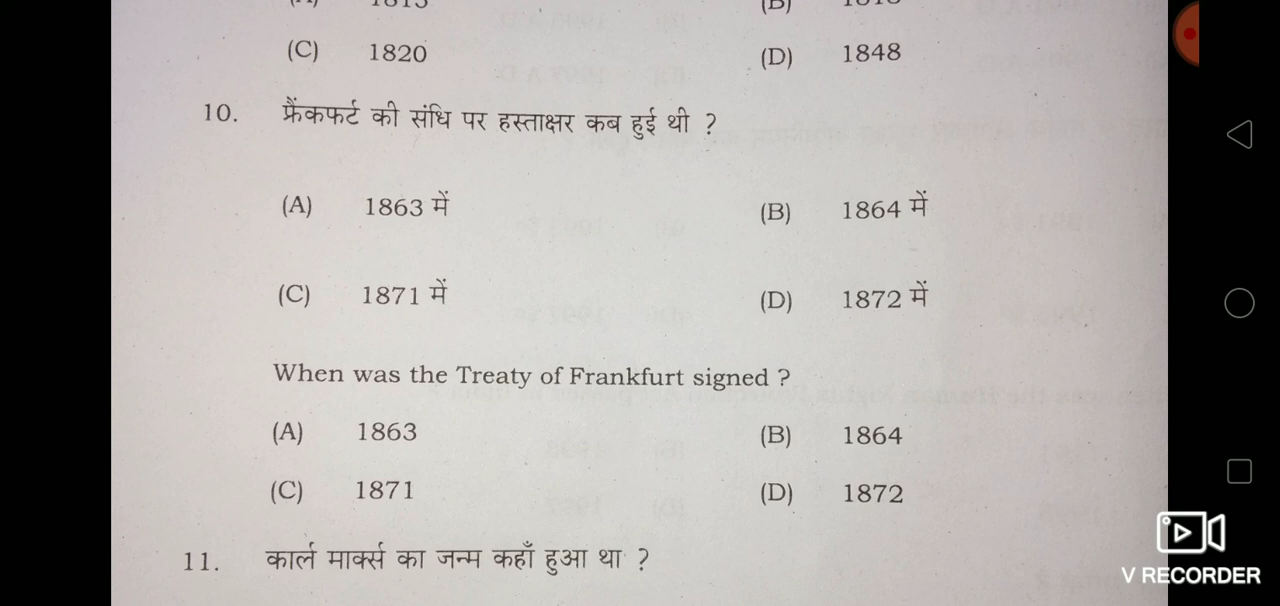 (C) 1820 (D) 1848
10. फ्रैंकफर्ट की संधि पर हस्ताक्षर कब हुई थी ?
(A) 1863 में (B) 1864 में
(C) 1871 में (D) 1872 में
When was the Treaty of Frankfurt signed ?
(A) 1863 (B) 1864
(C) 1871 (D) 1872
11. कार्ल मार्क्स का जन्म कहाँ हुआ था ?
V RECORDER